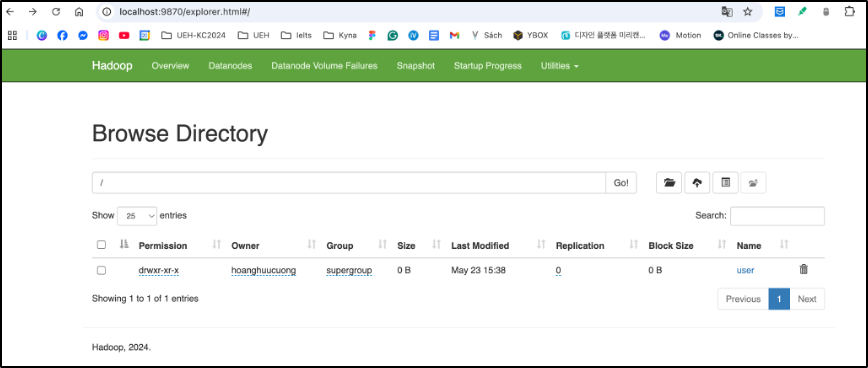 localhost:9870/explorer.html#/
UEH-KC2024 UEH Ielts Kyna Sách YBOX 디자인 플랫폼 미리캔... Motion Online Classes by...
Hadoop Overview Datanodes Datanode Volume Failures Snapshot Startup Progress Utilities
Browse Directory
/ Go!
Show 25 entries Search:
Permission Owner Group Size Last Modified Replication Block Size Name
drwxr-xr-x hoanghuucuong supergroup 0 B May 23 15:38 0 0 B user
Showing 1 to 1 of 1 entries Previous 1 Next
Hadoop, 2024.